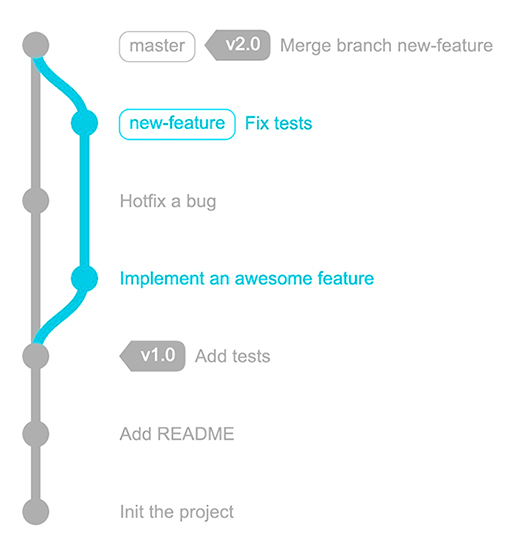 master v2.0 Merge branch new-feature
new-feature Fix tests
Hotfix a bug
Implement an awesome feature
v1.0 Add tests
Add README
Init the project